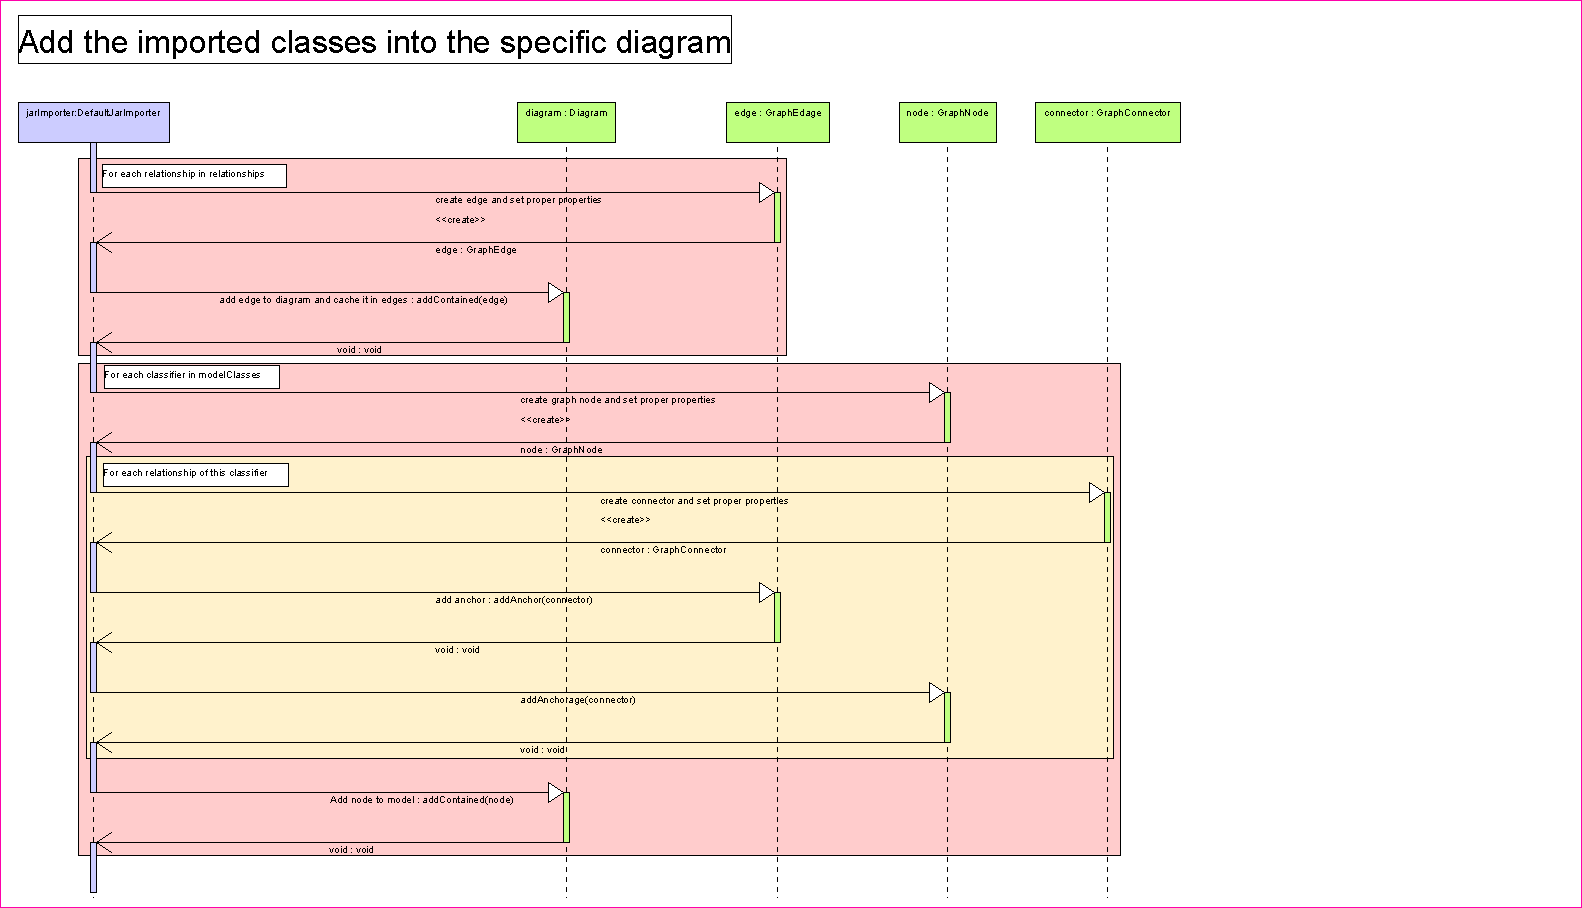 Add the imported classes into the specific diagram
jarImporter:DefaultJarImporter
diagram : Diagram
edge : GraphEdage
node : GraphNode
connector : GraphConnector
For each relationship in relationships
create edge and set proper properties
<<create>>
edge : GraphEdge
add edge to diagram and cache it in edges : addContained(edge)
void : void
For each classifier in modelClasses
create graph node and set proper properties
<<create>>
node : GraphNode
For each relationship of this classifier
create connector and set proper properties
<<create>>
connector : GraphConnector
add anchor : addAnchor(connector)
void : void
addAnchorage(connector)
void : void
Add node to model : addContained(node)
void : void